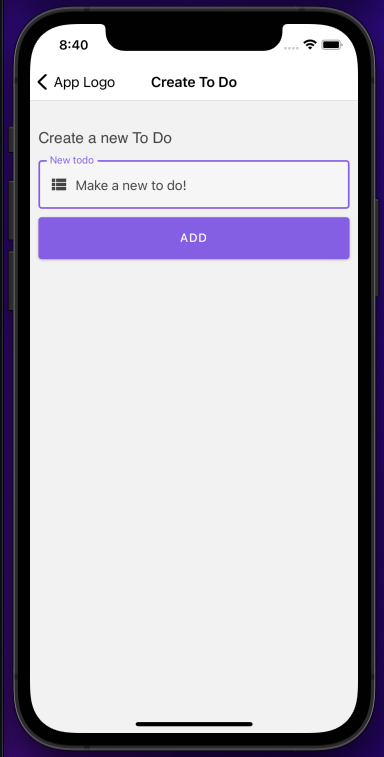 8:40
App Logo Create To Do
Create a new To Do
New todo
Make a new to do!
ADD